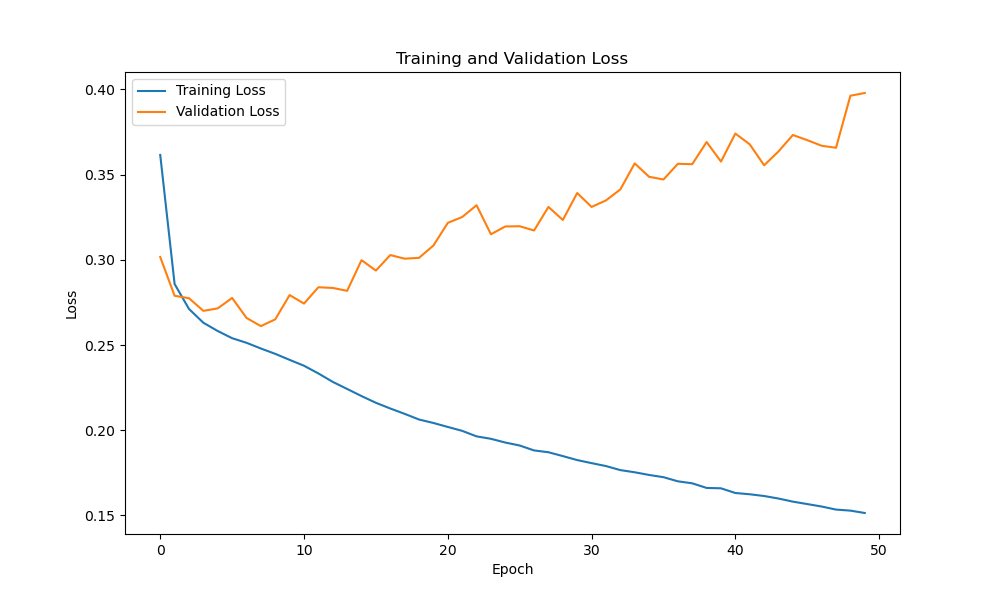 Training and Validation Loss
Training Loss
Validation Loss
0.40
0.35
0.30
0.25
0.20
0.15
Loss
0 10 20 30 40 50
Epoch